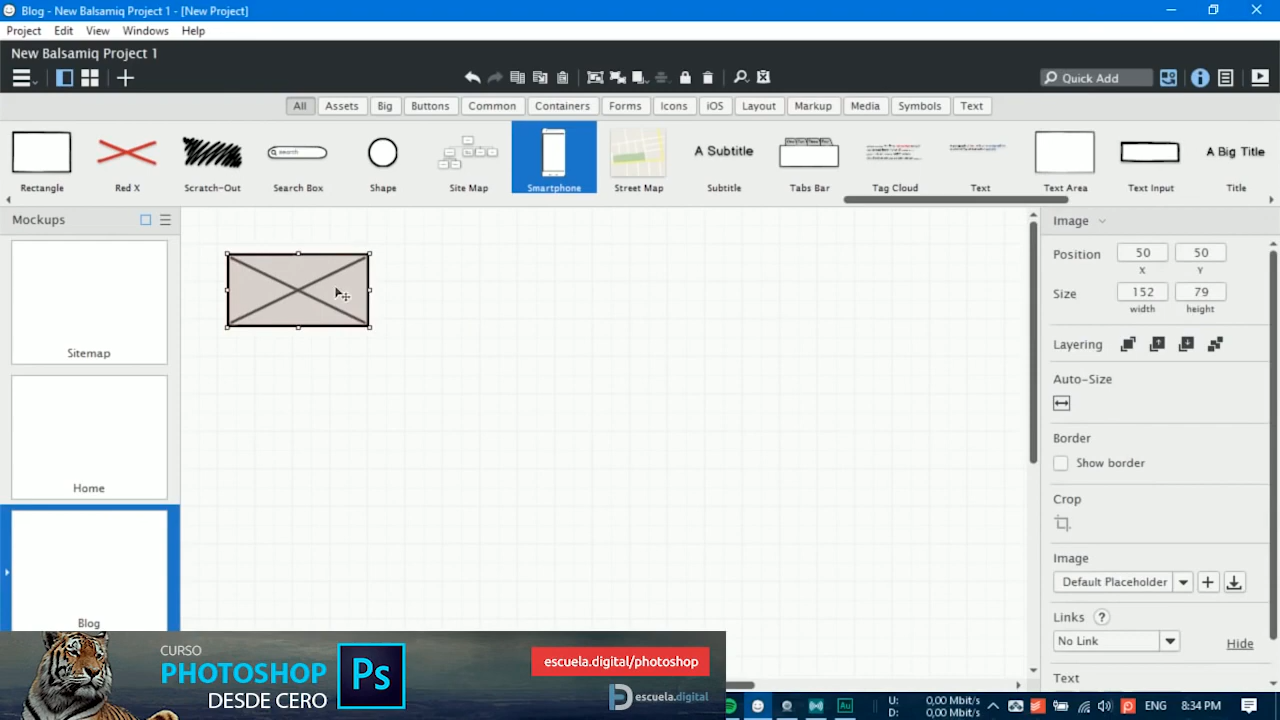 Blog - New Balsamiq Project 1 - [New Project]
Project Edit View Windows Help
New Balsamiq Project 1
Quick Add
All Assets Big Buttons Common Containers Forms Icons iOS Layout Markup Media Symbols Text
search
A Subtitle
A Big Title
Rectangle Red X Scratch-Out Search Box Shape Site Map Smartphone Street Map Subtitle Tabs Bar Tag Cloud Text Text Area Text Input Title
Mockups
Sitemap
Home
Blog
Image
Position 50 50
X Y
Size 152 79
width height
Layering
Auto-Size
Border
Show border
Crop
Image
Default Placeholder
Links ?
No Link Hide
Text
CURSO
PHOTOSHOP
DESDE CERO
Ps
escuela.digital/photoshop
escuela.digital
Au
U: 0,00 Mbit/s
D: 0,00 Mbit/s
ENG 8:34 PM